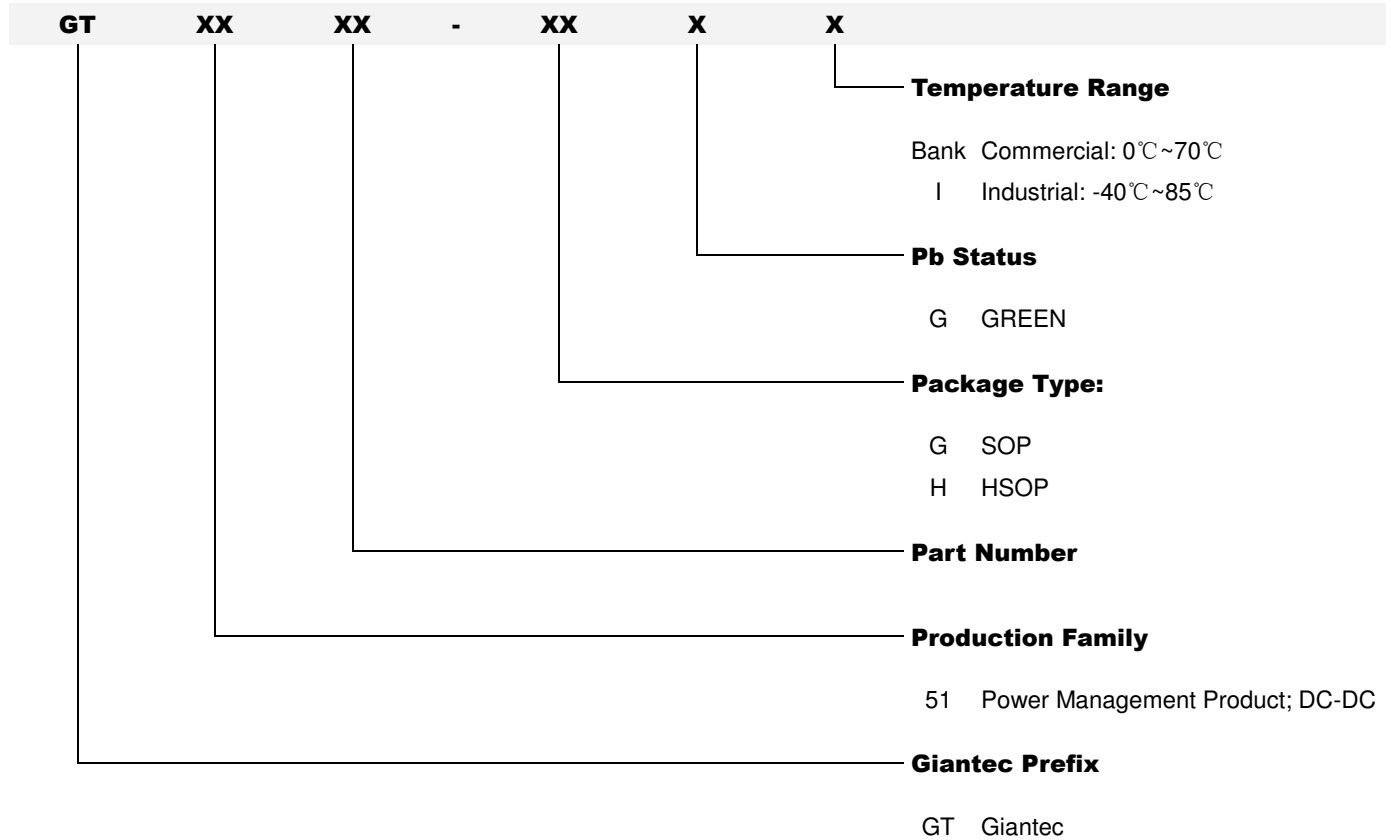 GT XX XX - XX X X
Temperature Range
Bank Commercial: 0℃~70℃
I Industrial: -40℃~85℃
Pb Status
G GREEN
Package Type:
G SOP
H HSOP
Part Number
Production Family
51 Power Management Product; DC-DC
Giantec Prefix
GT Giantec